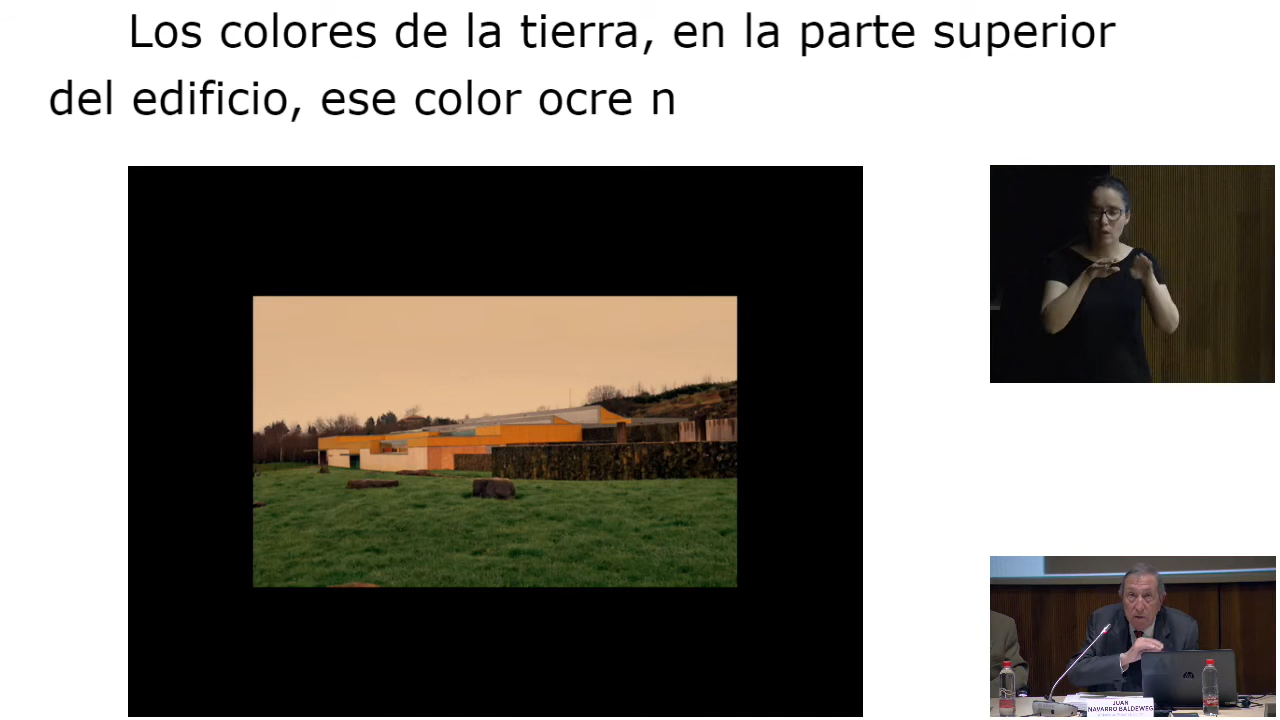 Los colores de la tierra, en la parte superior
del edificio, ese color ocre n
JUAN
NAVARRO BALDEWEG